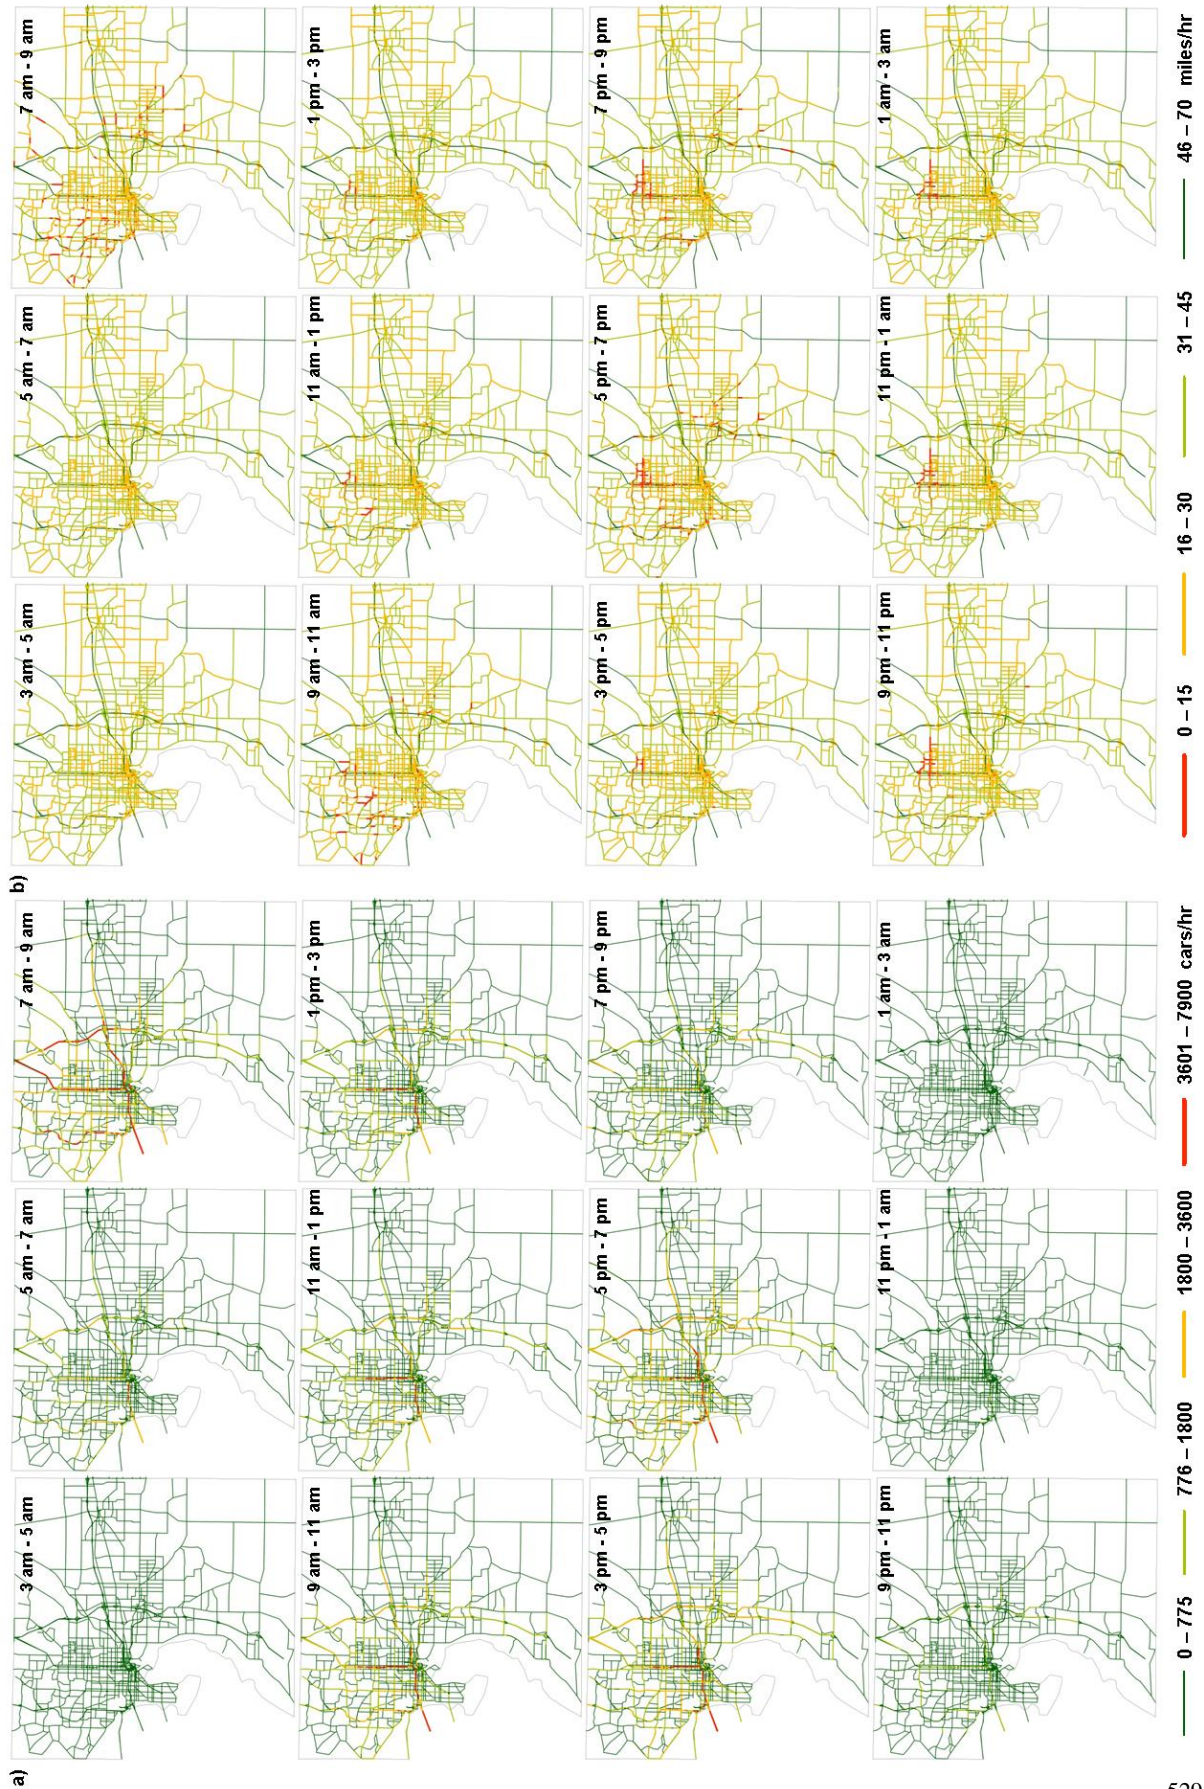 a)
3 am - 5 am
5 am - 7 am
7 am - 9 am
9 am - 11 am
11 am - 1 pm
1 pm - 3 pm
3 pm - 5 pm
5 pm - 7 pm
7 pm - 9 pm
9 pm - 11 pm
11 pm - 1 am
1 am - 3 am
0 – 775
776 – 1800
1800 – 3600
3601 – 7900 cars/hr
b)
3 am - 5 am
5 am - 7 am
7 am - 9 am
9 am - 11 am
11 am - 1 pm
1 pm - 3 pm
3 pm - 5 pm
5 pm - 7 pm
7 pm - 9 pm
9 pm - 11 pm
11 pm - 1 am
1 am - 3 am
0 – 15
16 – 30
31 – 45
46 – 70 miles/hr